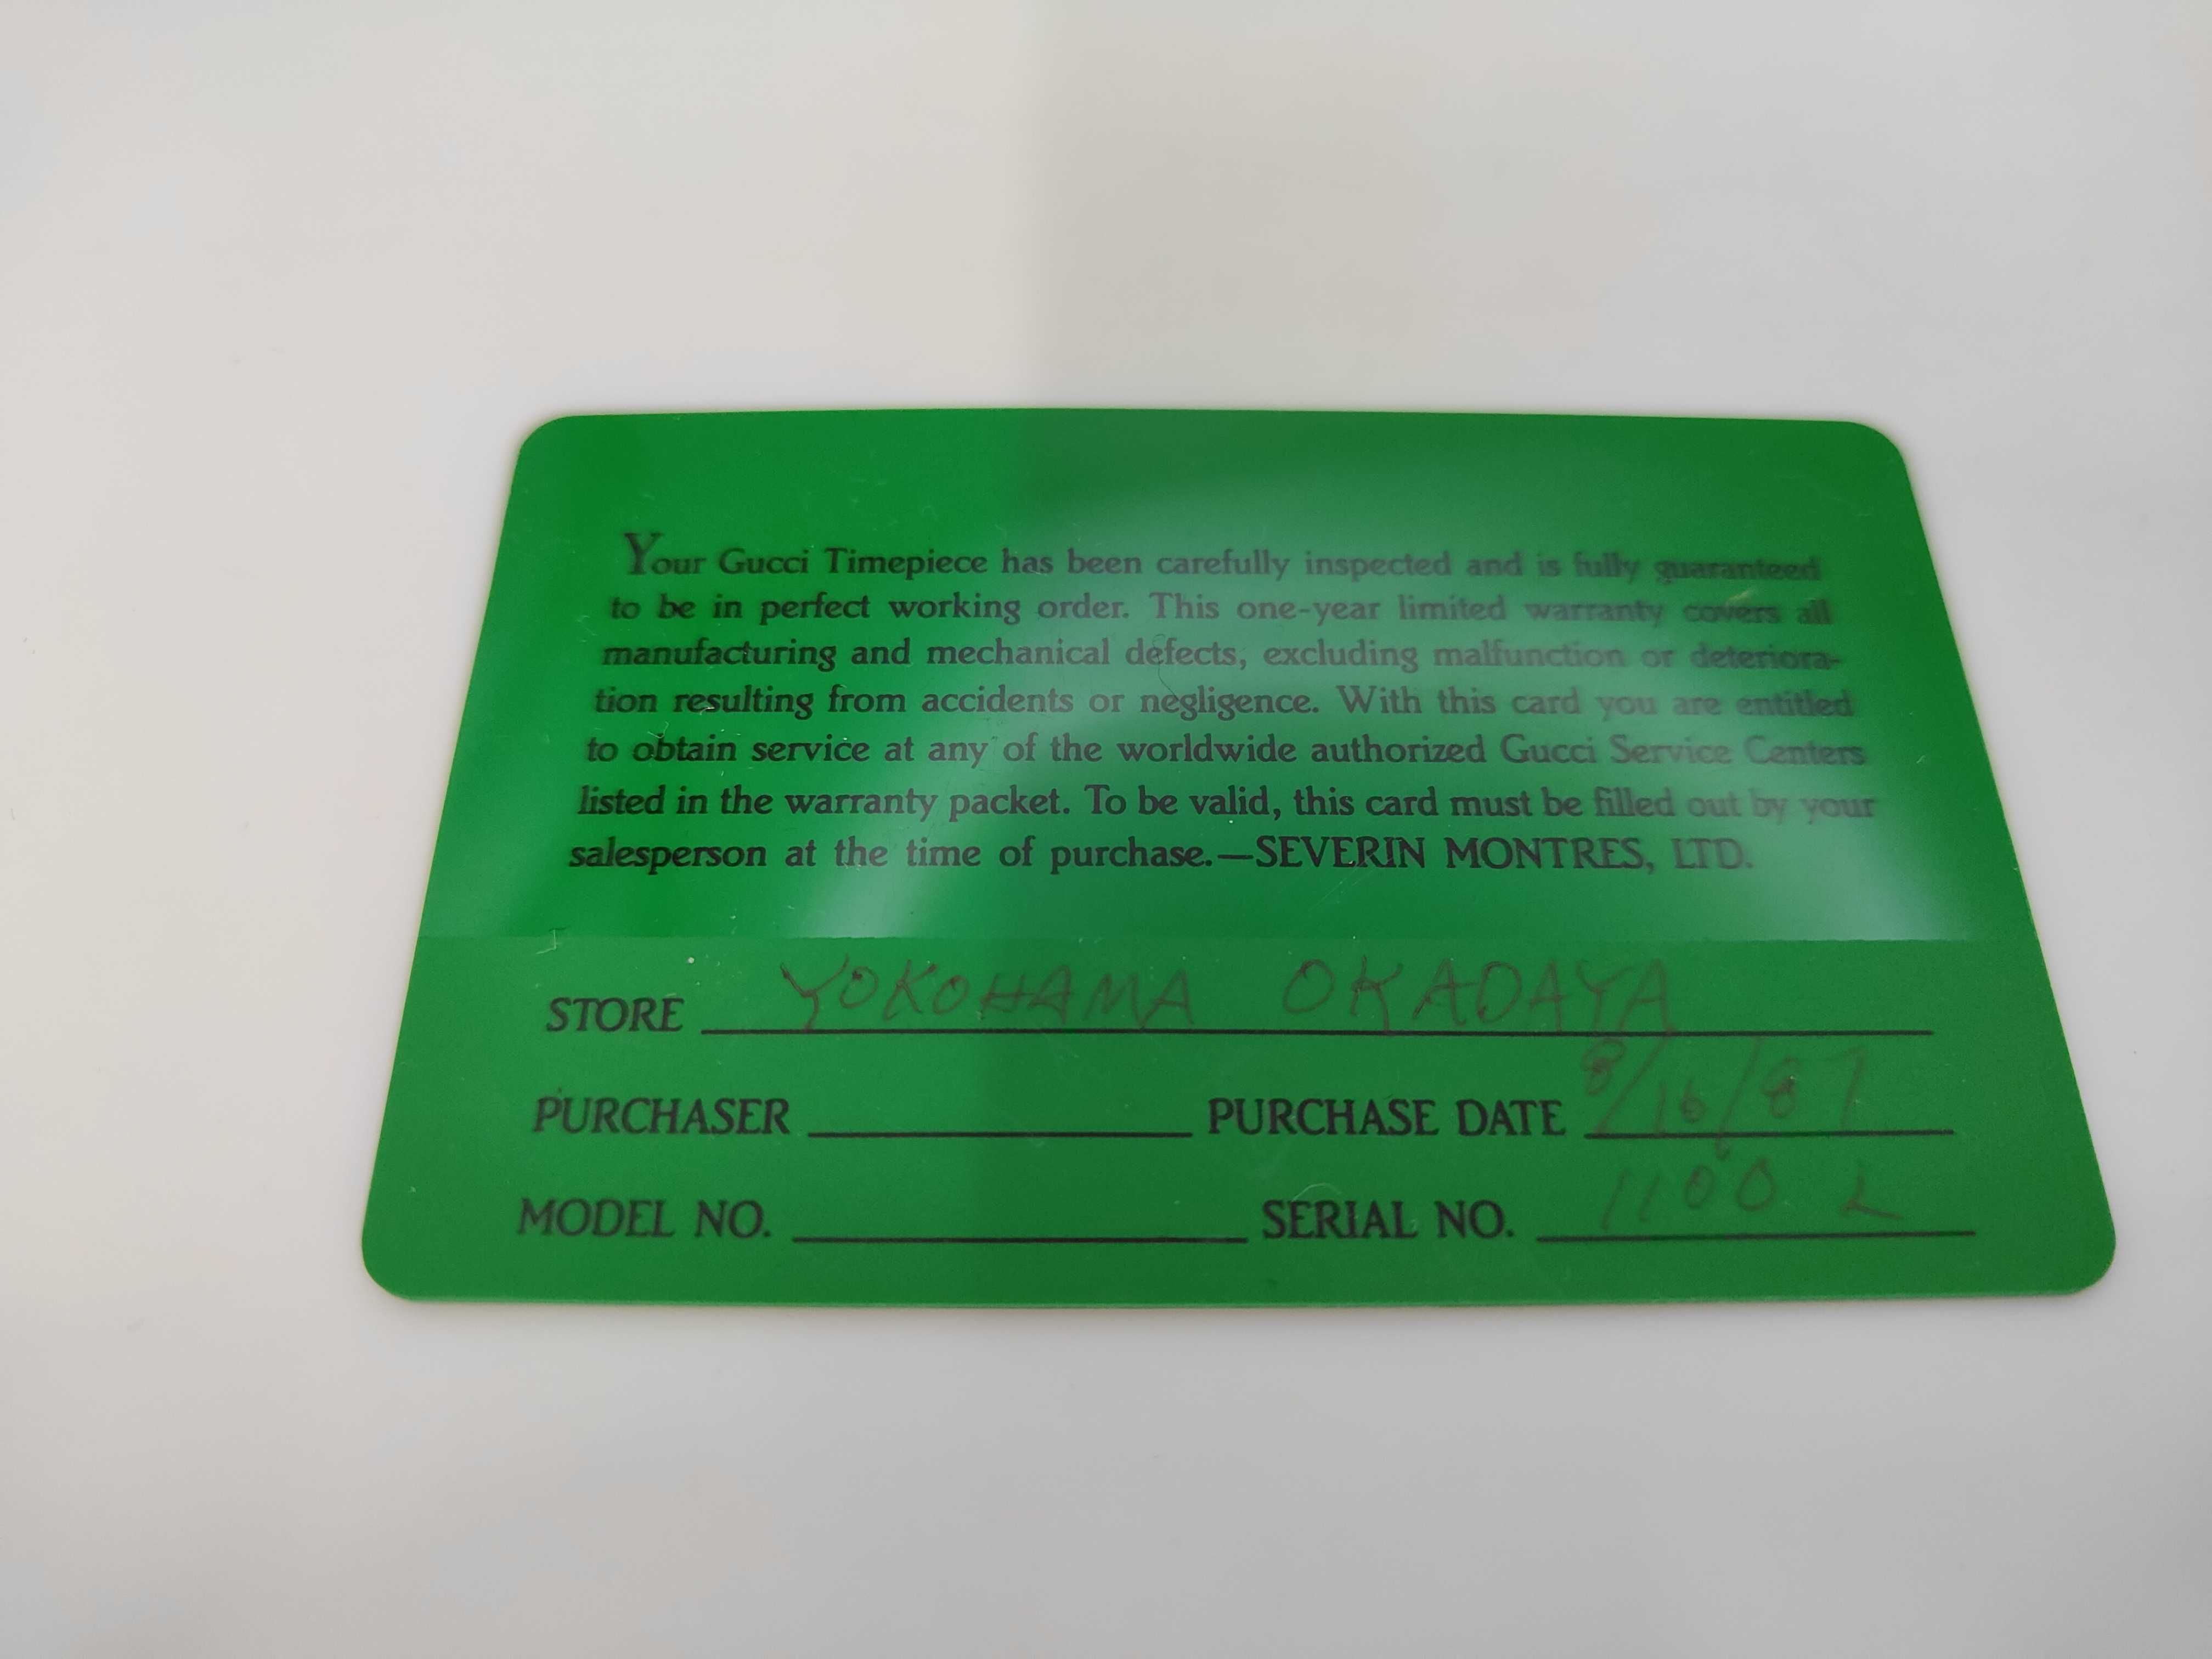 Your Gucci Timepiece has been carefully inspected and is fully guaranteed
to be in perfect working order. This one-year limited warranty covers all
manufacturing and mechanical defects, excluding malfunction or deteriora-
tion resulting from accidents or negligence. With this card you are entitled
to obtain service at any of the worldwide authorized Gucci Service Centers
listed in the warranty packet. To be valid, this card must be filled out by your
salesperson at the time of purchase.—SEVERIN MONTRES, LTD.
STORE YOKOHAMA OKADAYA
PURCHASER PURCHASE DATE 8/16/87
MODEL NO. SERIAL NO. 1100 L